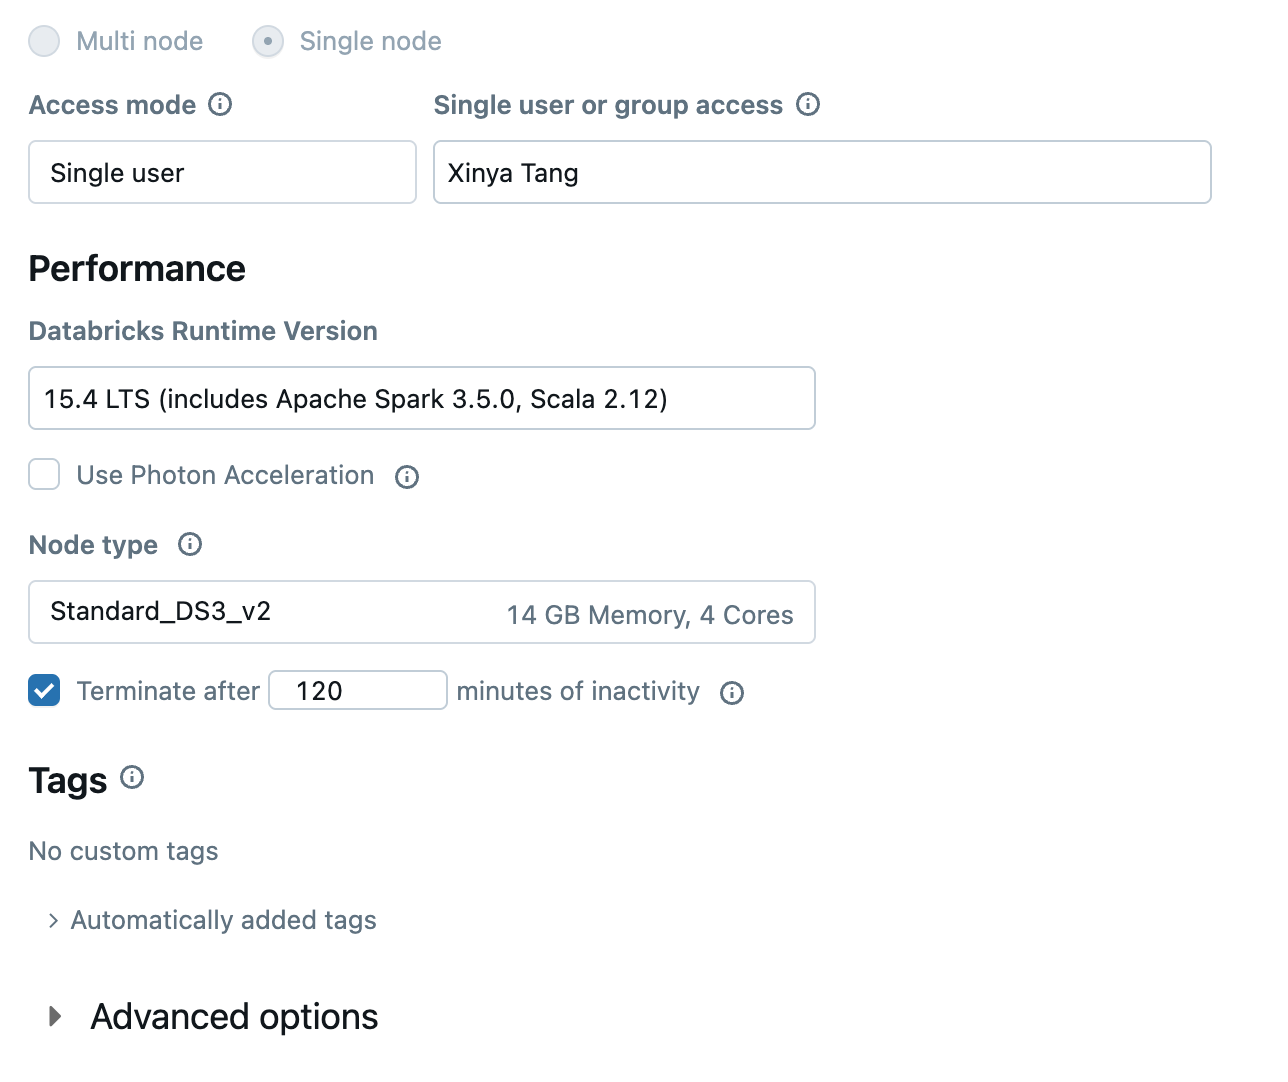 Multi node Single node
Access mode Single user or group access
Single user Xinya Tang
Performance
Databricks Runtime Version
15.4 LTS (includes Apache Spark 3.5.0, Scala 2.12)
Use Photon Acceleration
Node type
Standard_DS3_v2 14 GB Memory, 4 Cores
Terminate after 120 minutes of inactivity
Tags
No custom tags
Automatically added tags
Advanced options